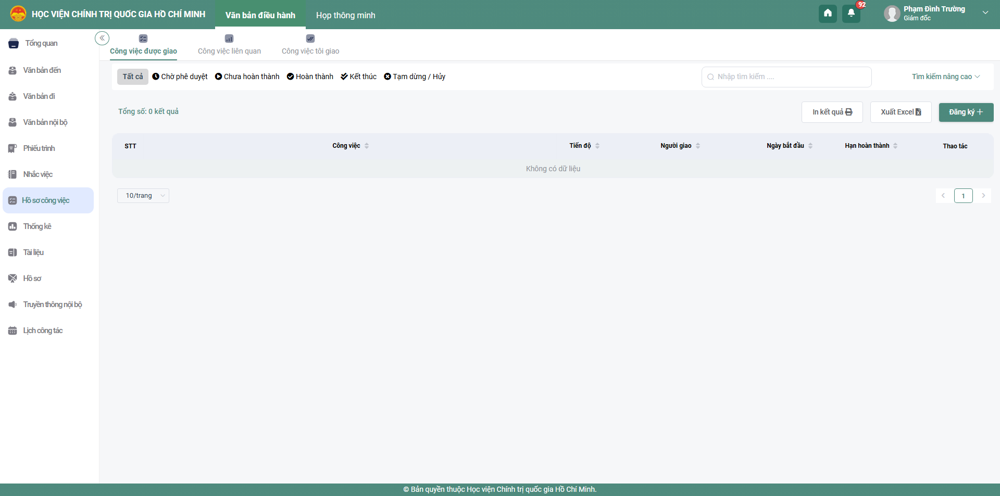 HỌC VIỆN CHÍNH TRỊ QUỐC GIA HỒ CHÍ MINH
Văn bản điều hành
Họp thông minh
92
Phạm Đình Trường
Giám đốc
Tổng quan
Văn bản đến
Văn bản đi
Văn bản nội bộ
Phiếu trình
Nhắc việc
Hồ sơ công việc
Thống kê
Tài liệu
Hồ sơ
Truyền thông nội bộ
Lịch công tác
Công việc được giao
Công việc liên quan
Công việc tôi giao
Tất cả
Chờ phê duyệt
Chưa hoàn thành
Hoàn thành
Kết thúc
Tạm dừng / Hủy
Nhập tìm kiếm ....
Tìm kiếm nâng cao
Tổng số: 0 kết quả
In kết quả
Xuất Excel
Đăng ký
STT
Công việc
Tiến độ
Người giao
Ngày bắt đầu
Hạn hoàn thành
Thao tác
Không có dữ liệu
10/trang
1
© Bản quyền thuộc Học viện Chính trị quốc gia Hồ Chí Minh.